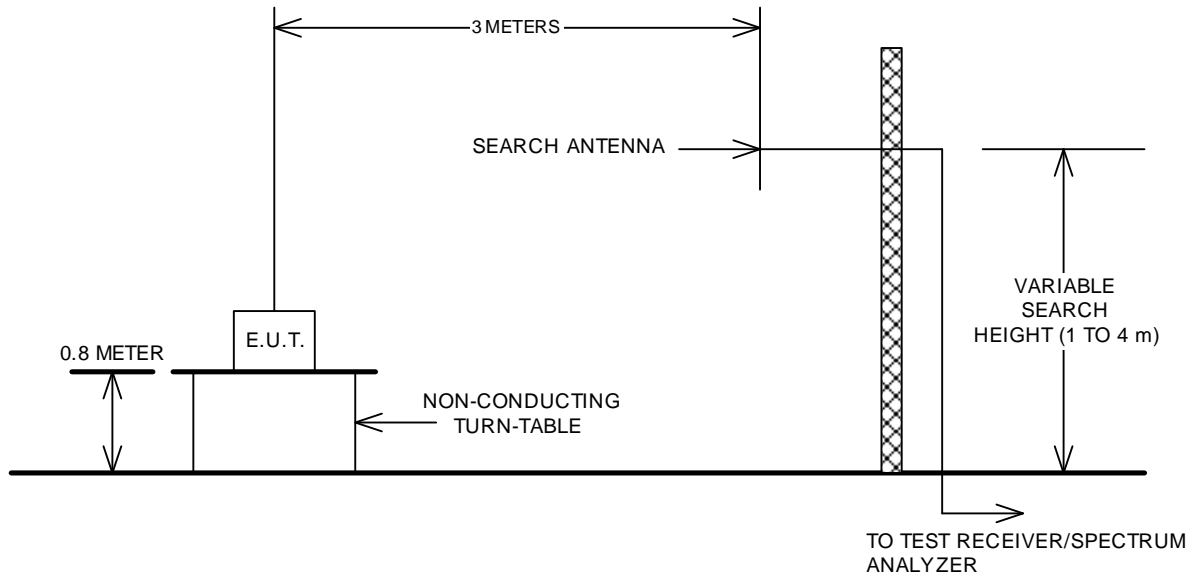 3 METERS
SEARCH ANTENNA
VARIABLE
SEARCH
HEIGHT (1 TO 4 m)
E.U.T.
0.8 METER
NON-CONDUCTING
TURN-TABLE
TO TEST RECEIVER/SPECTRUM
ANALYZER